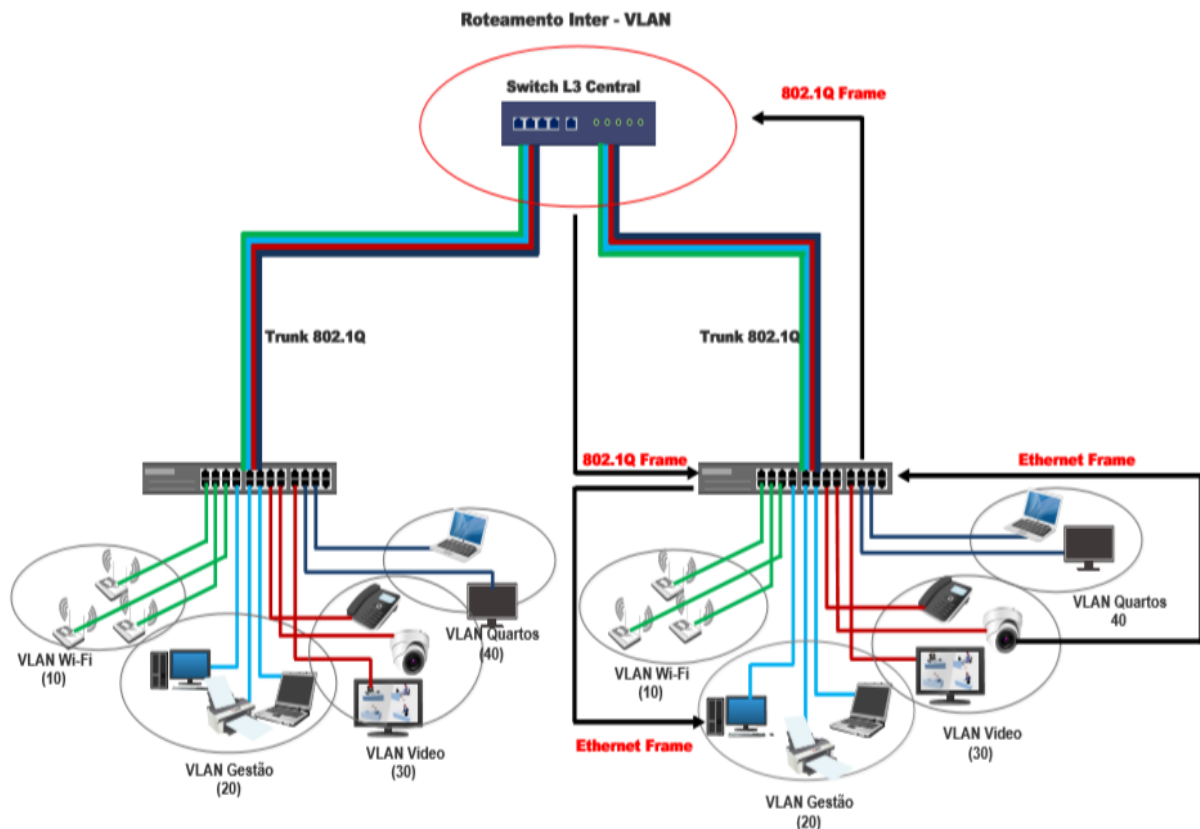 Roteamento Inter - VLAN
Switch L3 Central
802.1Q Frame
Trunk 802.1Q
Trunk 802.1Q
802.1Q Frame
Ethernet Frame
VLAN Wi-Fi
(10)
VLAN Quartos
(40)
VLAN Gestão
(20)
VLAN Video
(30)
VLAN Wi-Fi
(10)
VLAN Quartos
40
Ethernet Frame
VLAN Video
(30)
VLAN Gestão
(20)